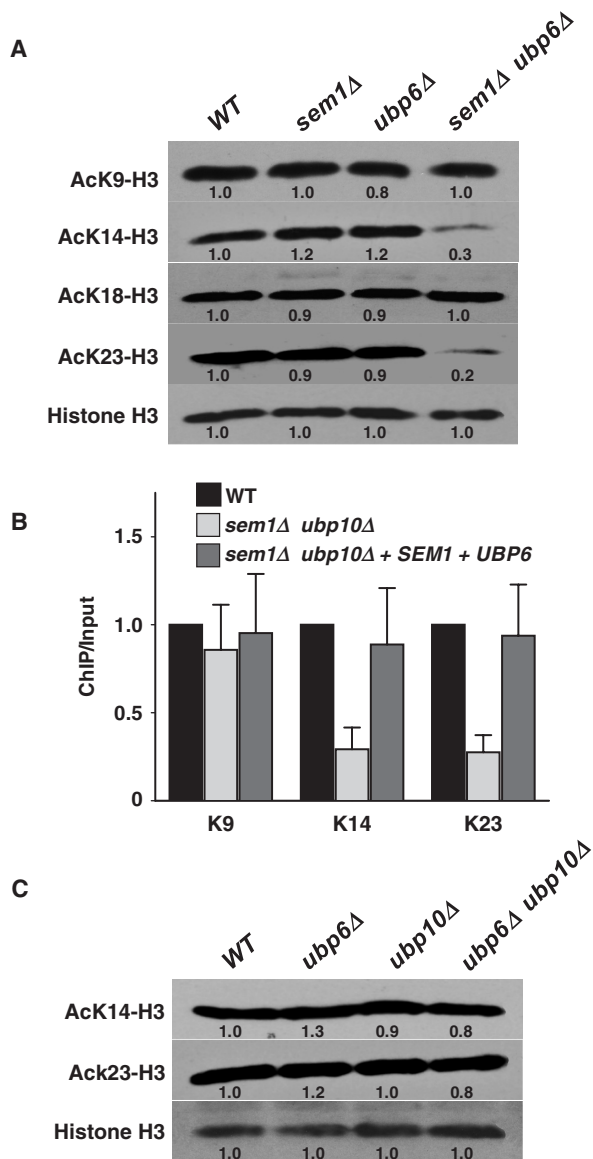 A
WT sem1Δ ubp6Δ sem1Δ ubp6Δ
AcK9-H3
1.0 1.0 0.8 1.0
AcK14-H3
1.0 1.2 1.2 0.3
AcK18-H3
1.0 0.9 0.9 1.0
AcK23-H3
1.0 0.9 0.9 0.2
Histone H3
1.0 1.0 1.0 1.0
B
WT
sem1Δ ubp10Δ
sem1Δ ubp10Δ + SEM1 + UBP6
ChIP/Input
1.5
1.0
0.5
0
K9 K14 K23
C
WT ubp6Δ ubp10Δ ubp6Δ ubp10Δ
AcK14-H3
1.0 1.3 0.9 0.8
Ack23-H3
1.0 1.2 1.0 0.8
Histone H3
1.0 1.0 1.0 1.0